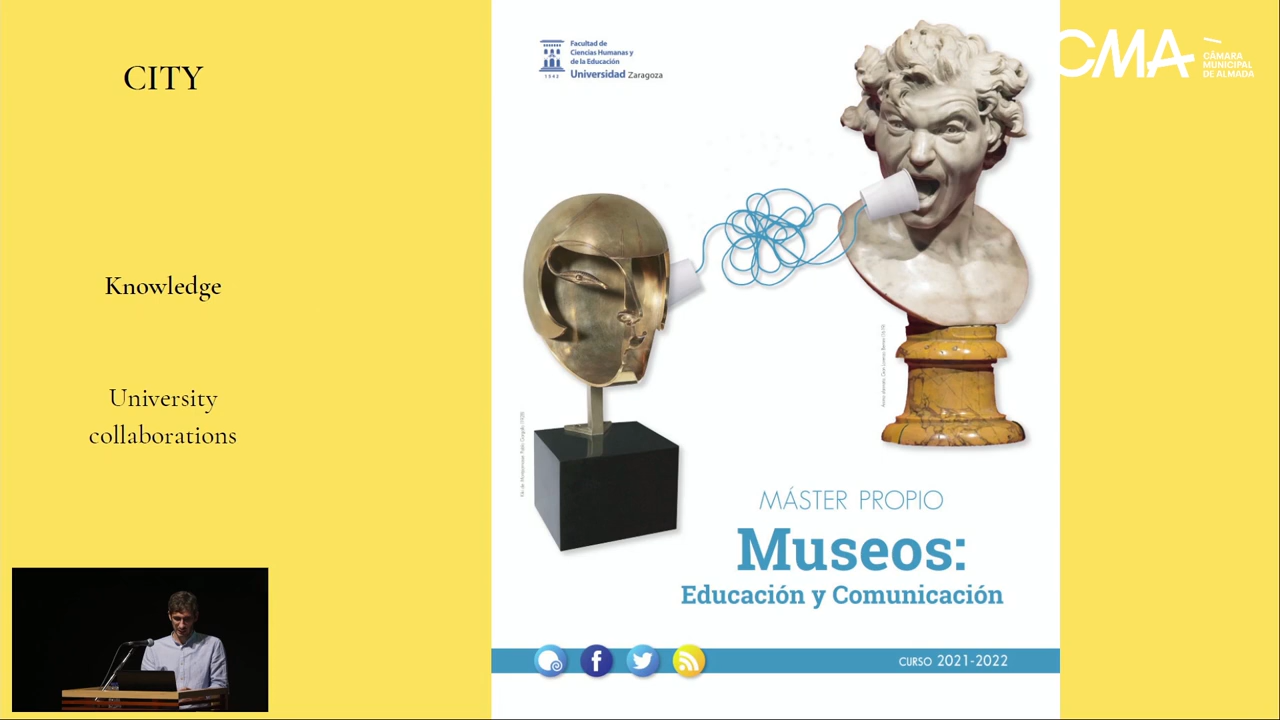 CITY
Knowledge
University
collaborations
Facultad de
Ciencias Humanas y
de la Educación
Universidad Zaragoza
1542
CMA
CÂMARA
MUNICIPAL
DE ALMADA
MÁSTER PROPIO
Museos:
Educación y Comunicación
CURSO 2021-2022